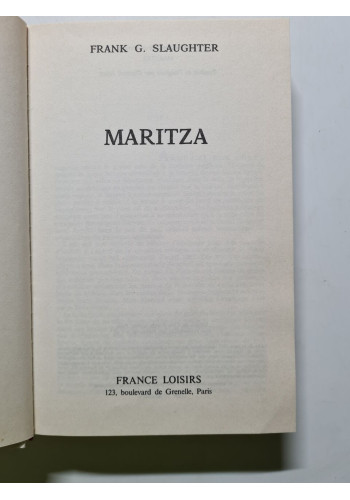 FRANK G. SLAUGHTER
MARITZA
FRANCE LOISIRS
123, boulevard de Grenelle, Paris